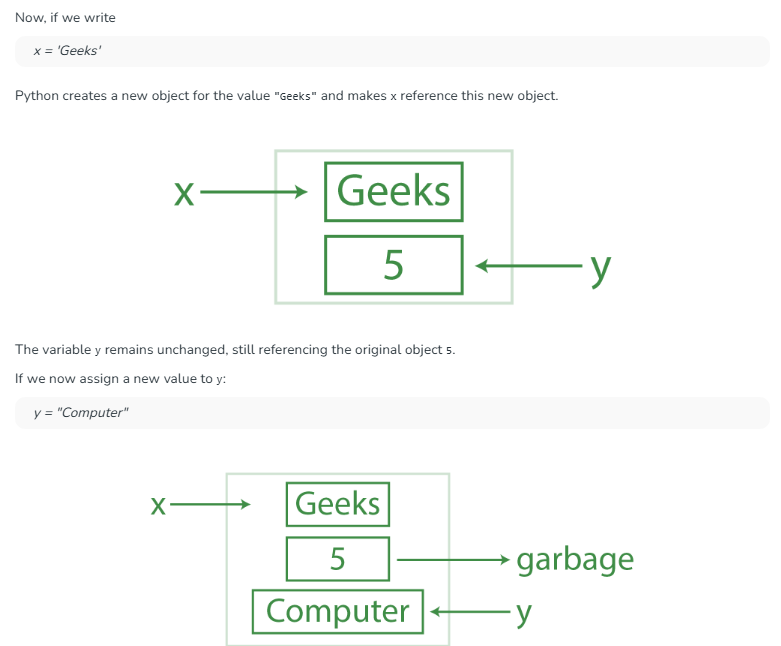 Now, if we write
x = 'Geeks'
Python creates a new object for the value "Geeks" and makes x reference this new object.
x
Geeks
5
y
The variable y remains unchanged, still referencing the original object 5.
If we now assign a new value to y:
y = "Computer"
x
Geeks
5
garbage
Computer
y